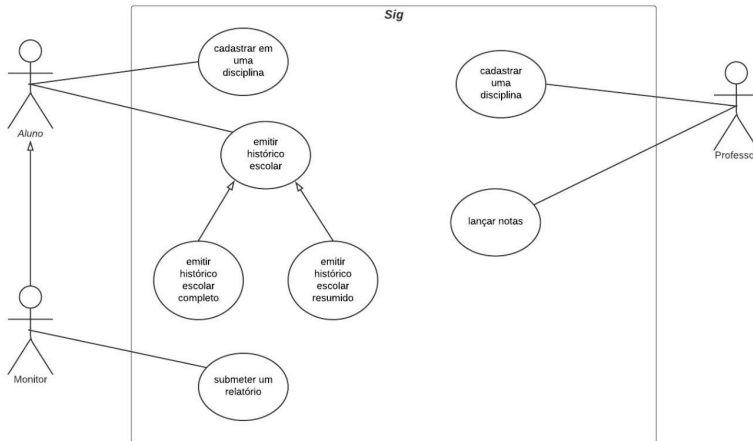 Sig
cadastrar em
uma
disciplina
cadastrar
uma
disciplina
Aluno
emitir
histórico
escolar
Professo
lançar notas
emitir
histórico
escolar
completo
emitir
histórico
escolar
resumido
Monitor
submeter um
relatório